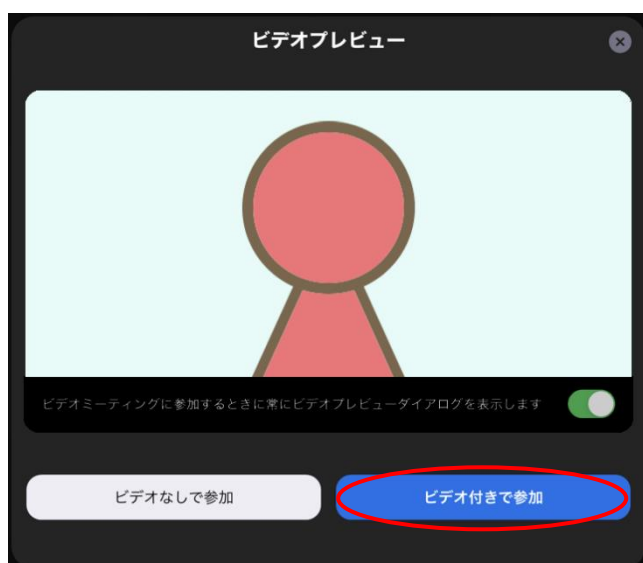 ビデオプレビュー
ビデオミーティングに参加するときに常にビデオプレビューダイアログを表示します
ビデオなしで参加
ビデオ付きで参加